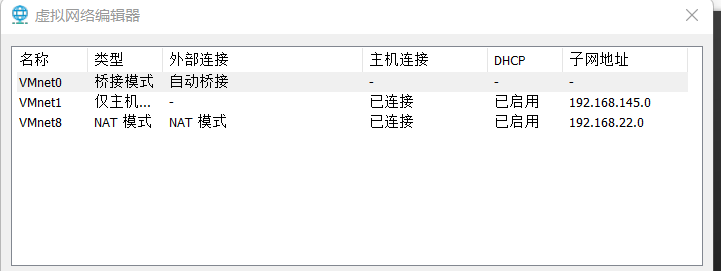 虚拟网络编辑器
名称 类型 外部连接 主机连接 DHCP 子网地址
VMnet0 桥接模式 自动桥接 - - -
VMnet1 仅主机... - 已连接 已启用 192.168.145.0
VMnet8 NAT 模式 NAT 模式 已连接 已启用 192.168.22.0